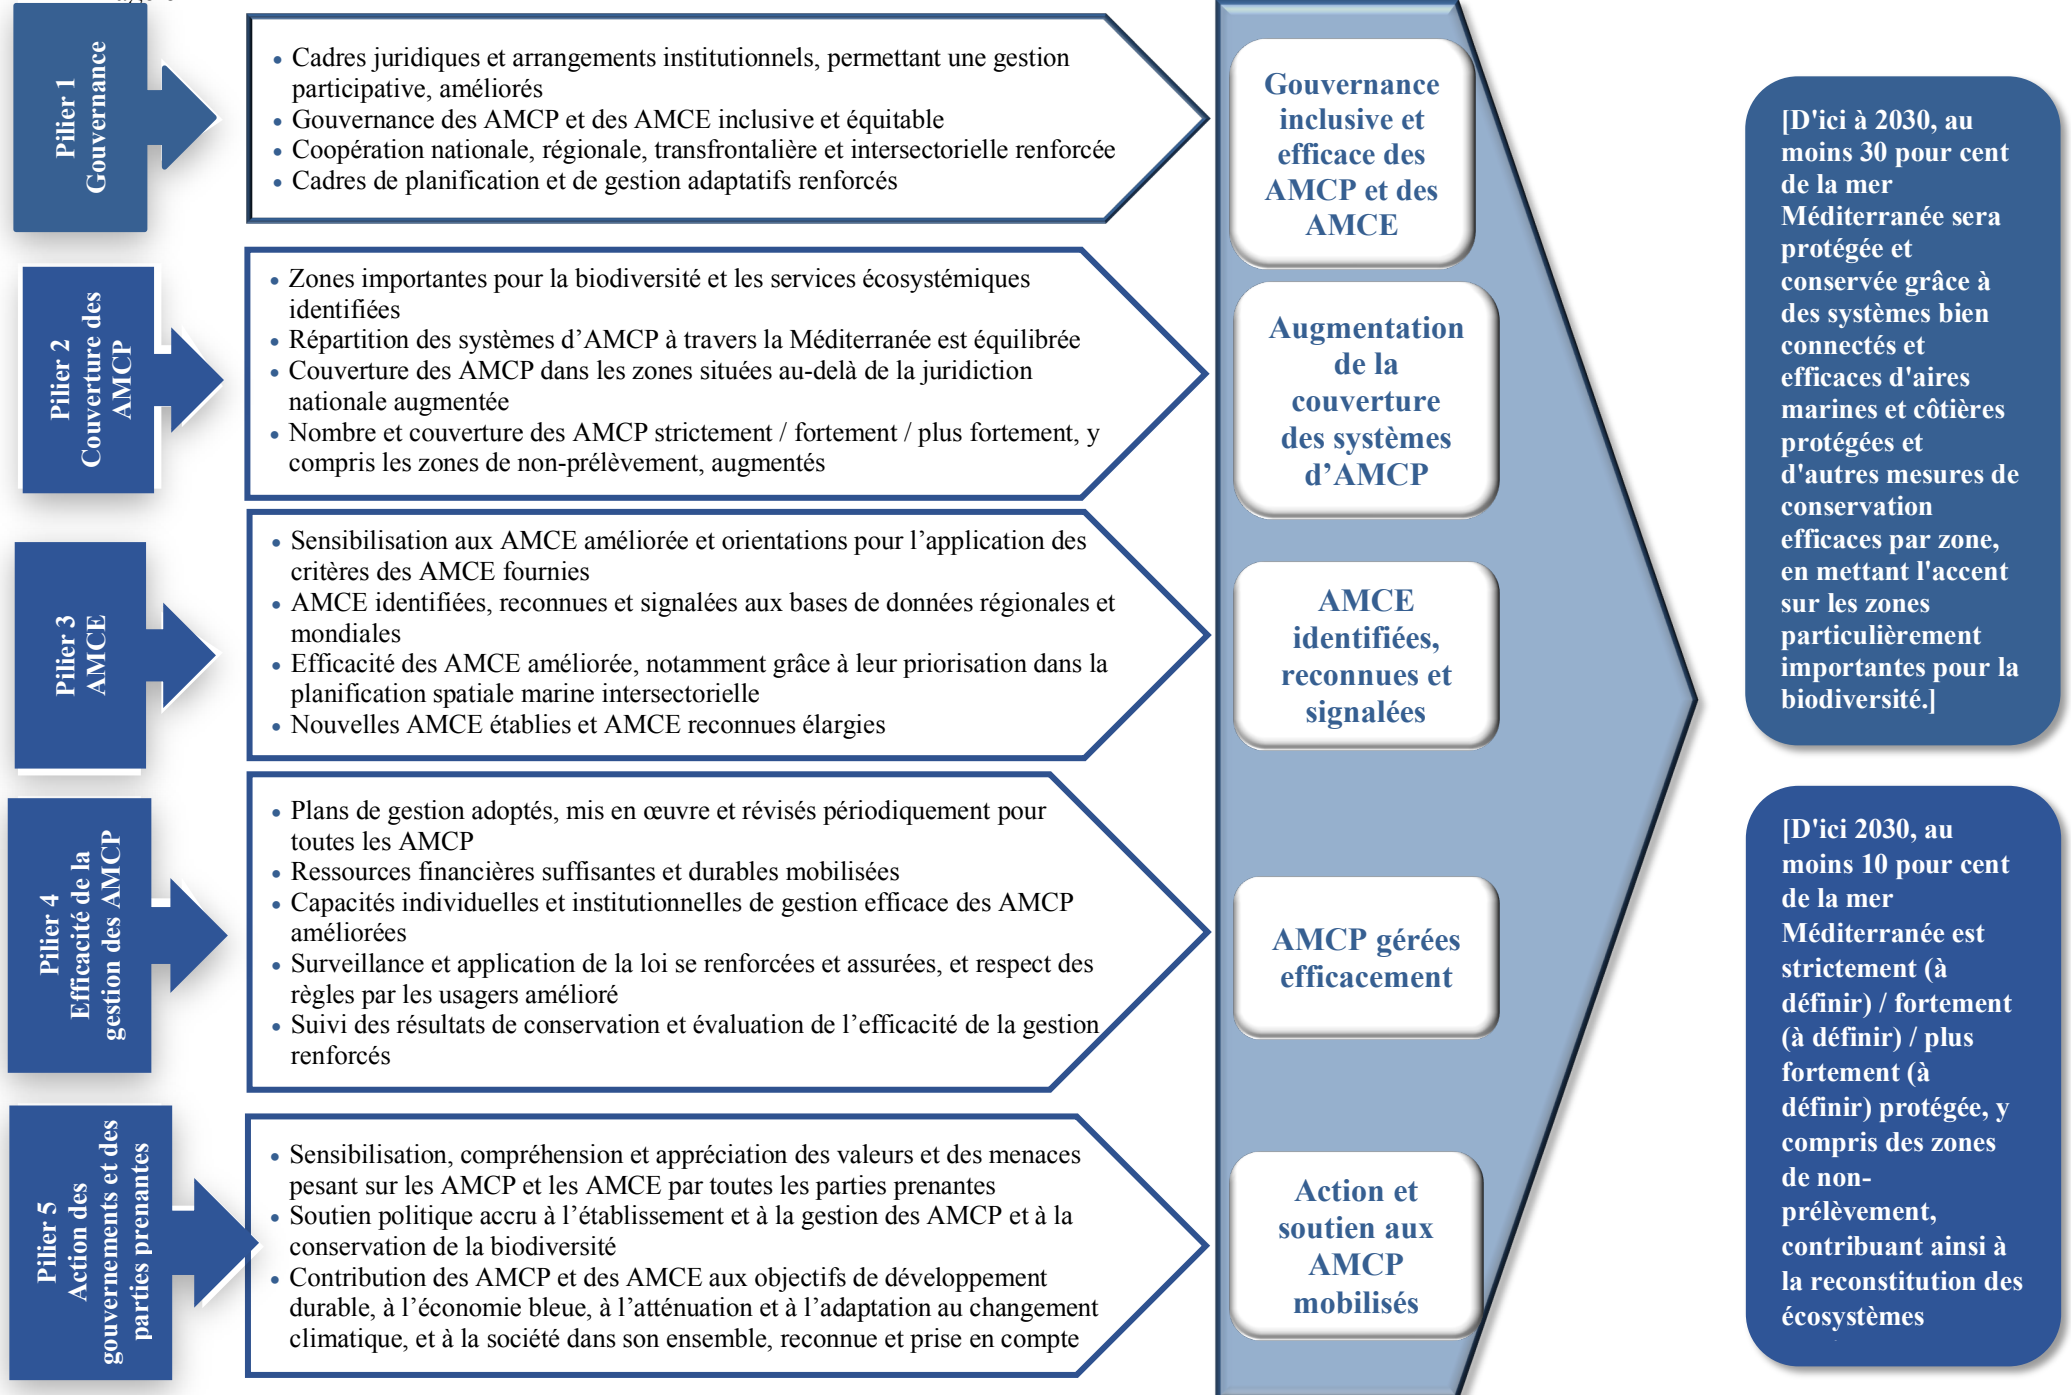 Pilier 1
Gouvernance
• Cadres juridiques et arrangements institutionnels, permettant une gestion
participative, améliorés
• Gouvernance des AMCP et des AMCE inclusive et équitable
• Coopération nationale, régionale, transfrontalière et intersectorielle renforcée
• Cadres de planification et de gestion adaptatifs renforcés
Gouvernance
inclusive et
efficace des
AMCP et des
AMCE
Pilier 2
Couverture des
AMCP
• Zones importantes pour la biodiversité et les services écosystémiques
identifiées
• Répartition des systèmes d’AMCP à travers la Méditerranée est équilibrée
• Couverture des AMCP dans les zones situées au-delà de la juridiction
nationale augmentée
• Nombre et couverture des AMCP strictement / fortement / plus fortement, y
compris les zones de non-prélèvement, augmentés
Augmentation
de la
couverture
des systèmes
d’AMCP
Pilier 3
AMCE
• Sensibilisation aux AMCE améliorée et orientations pour l’application des
critères des AMCE fournies
• AMCE identifiées, reconnues et signalées aux bases de données régionales et
mondiales
• Efficacité des AMCE améliorée, notamment grâce à leur priorisation dans la
planification spatiale marine intersectorielle
• Nouvelles AMCE établies et AMCE reconnues élargies
AMCE
identifiées,
reconnues et
signalées
Pilier 4
Efficacité de la
gestion des AMCP
• Plans de gestion adoptés, mis en œuvre et révisés périodiquement pour
toutes les AMCP
• Ressources financières suffisantes et durables mobilisées
• Capacités individuelles et institutionnelles de gestion efficace des AMCP
améliorées
• Surveillance et application de la loi se renforcées et assurées, et respect des
règles par les usagers amélioré
• Suivi des résultats de conservation et évaluation de l’efficacité de la gestion
renforcés
AMCP gérées
efficacement
Pilier 5
Action des
gouvernements et des
parties prenantes
• Sensibilisation, compréhension et appréciation des valeurs et des menaces
pesant sur les AMCP et les AMCE par toutes les parties prenantes
• Soutien politique accru à l’établissement et à la gestion des AMCP et à la
conservation de la biodiversité
• Contribution des AMCP et des AMCE aux objectifs de développement
durable, à l’économie bleue, à l’atténuation et à l’adaptation au changement
climatique, et à la société dans son ensemble, reconnue et prise en compte
Action et
soutien aux
AMCP
mobilisés
[D'ici à 2030, au
moins 30 pour cent
de la mer
Méditerranée sera
protégée et
conservée grâce à
des systèmes bien
connectés et
efficaces d'aires
marines et côtières
protégées et
d'autres mesures de
conservation
efficaces par zone,
en mettant l'accent
sur les zones
particulièrement
importantes pour la
biodiversité.]
[D'ici 2030, au
moins 10 pour cent
de la mer
Méditerranée est
strictement (à
définir) / fortement
(à définir) / plus
fortement (à
définir) protégée, y
compris des zones
de non-
prélèvement,
contribuant ainsi à
la reconstitution des
écosystèmes